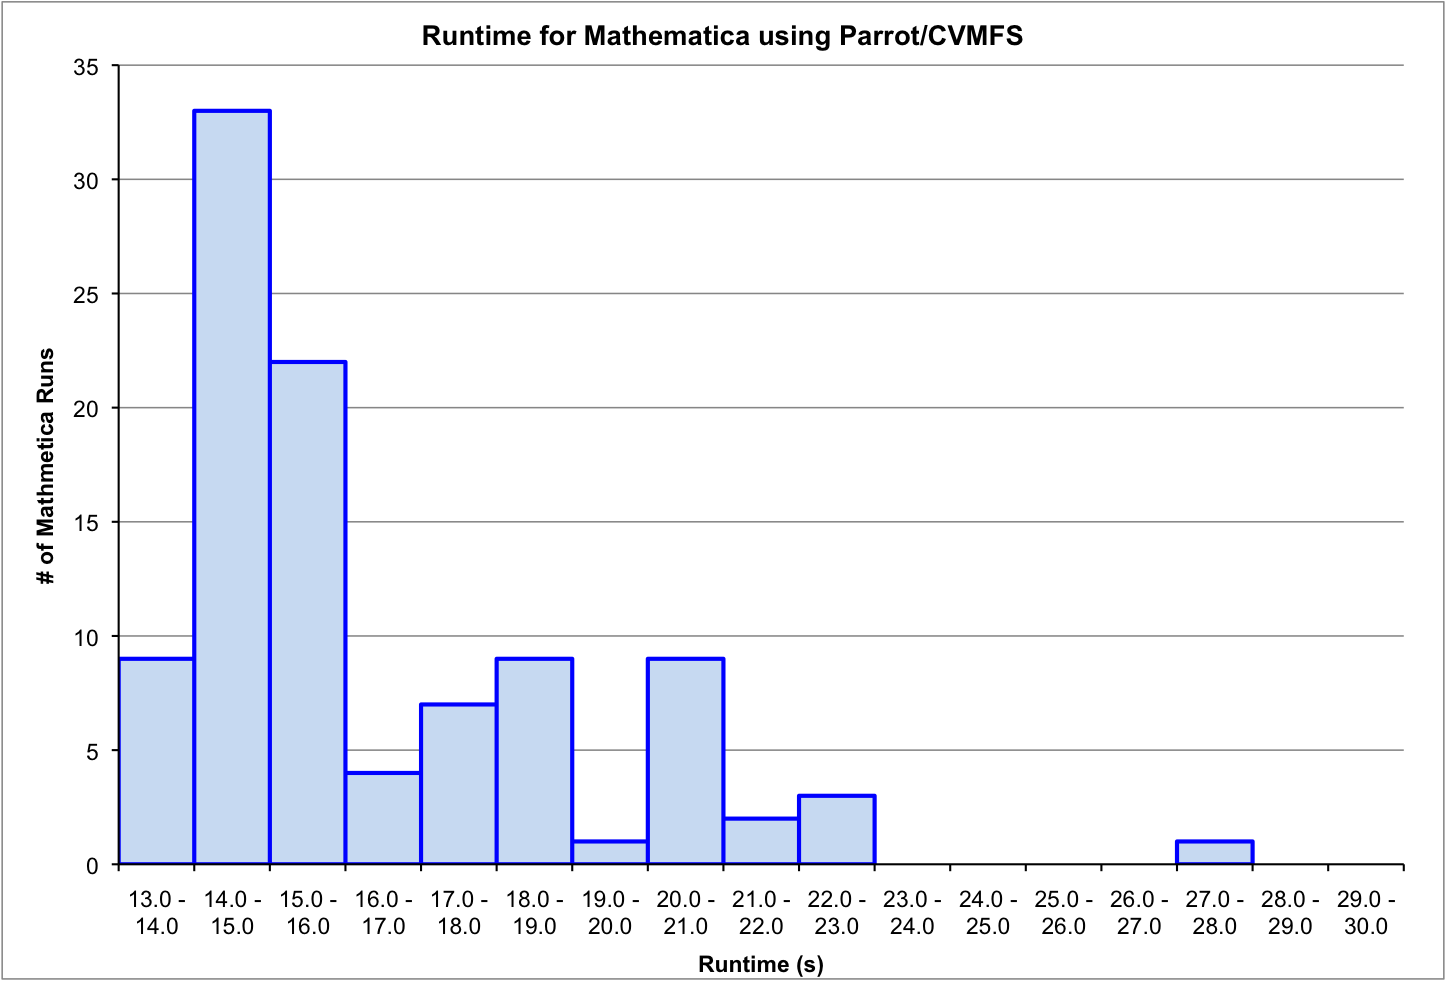 Runtime for Mathematica using Parrot/CVMFS
35
30
25
20
15
10
5
0
# of Mathmetica Runs
13.0 - 14.0 - 15.0 - 16.0 - 17.0 - 18.0 - 19.0 - 20.0 - 21.0 - 22.0 - 23.0 - 24.0 - 25.0 - 26.0 - 27.0 - 28.0 - 29.0 -
14.0 15.0 16.0 17.0 18.0 19.0 20.0 21.0 22.0 23.0 24.0 25.0 26.0 27.0 28.0 29.0 30.0
Runtime (s)